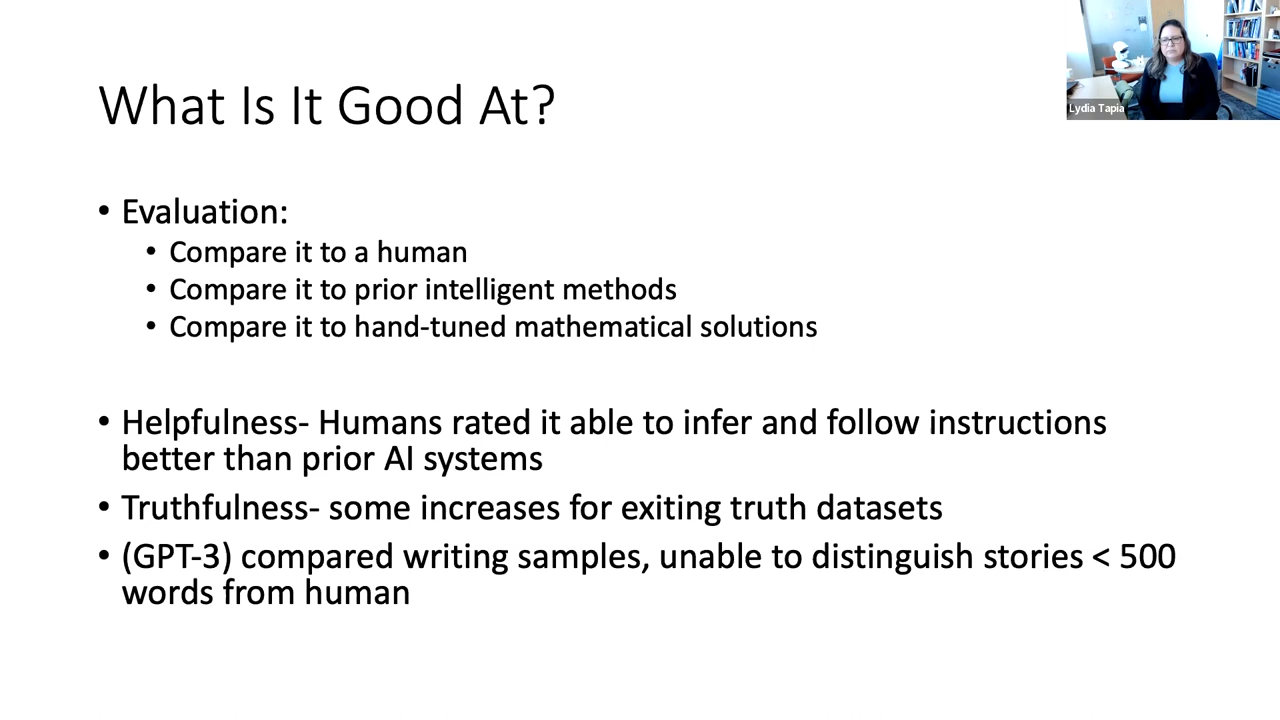 What Is It Good At?
Lydia Tapia
• Evaluation:
• Compare it to a human
• Compare it to prior intelligent methods
• Compare it to hand-tuned mathematical solutions
• Helpfulness- Humans rated it able to infer and follow instructions
better than prior AI systems
• Truthfulness- some increases for exiting truth datasets
• (GPT-3) compared writing samples, unable to distinguish stories < 500
words from human